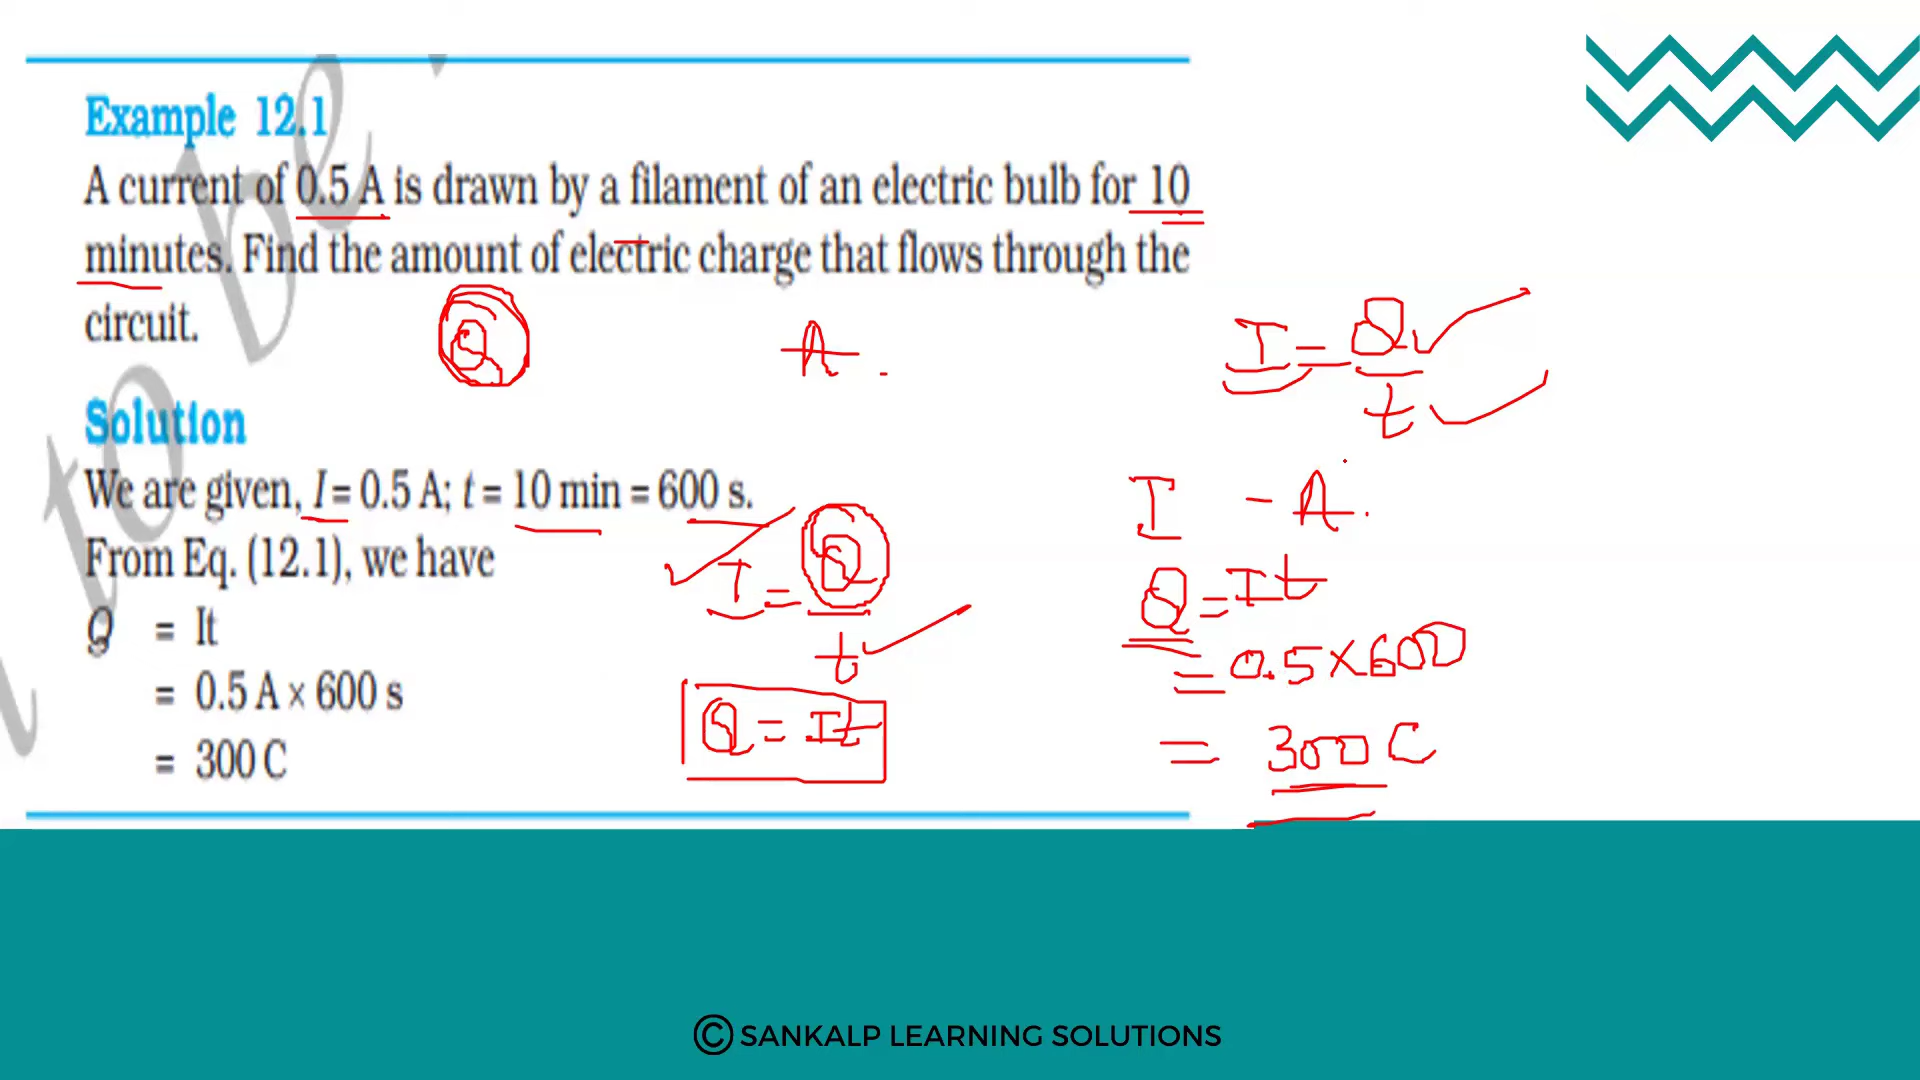 Example 12.1
A current of 0.5 A is drawn by a filament of an electric bulb for 10
minutes. Find the amount of electric charge that flows through the
circuit.
Q
A.
I = Q
t
Solution
We are given, I = 0.5 A; t = 10 min = 600 s.
From Eq. (12.1), we have
Q = It
= 0.5 A × 600 s
= 300 C
I = Q
t
Q = It
I - A.
Q = It
= 0.5 × 600
= 300 C
to be
© SANKALP LEARNING SOLUTIONS